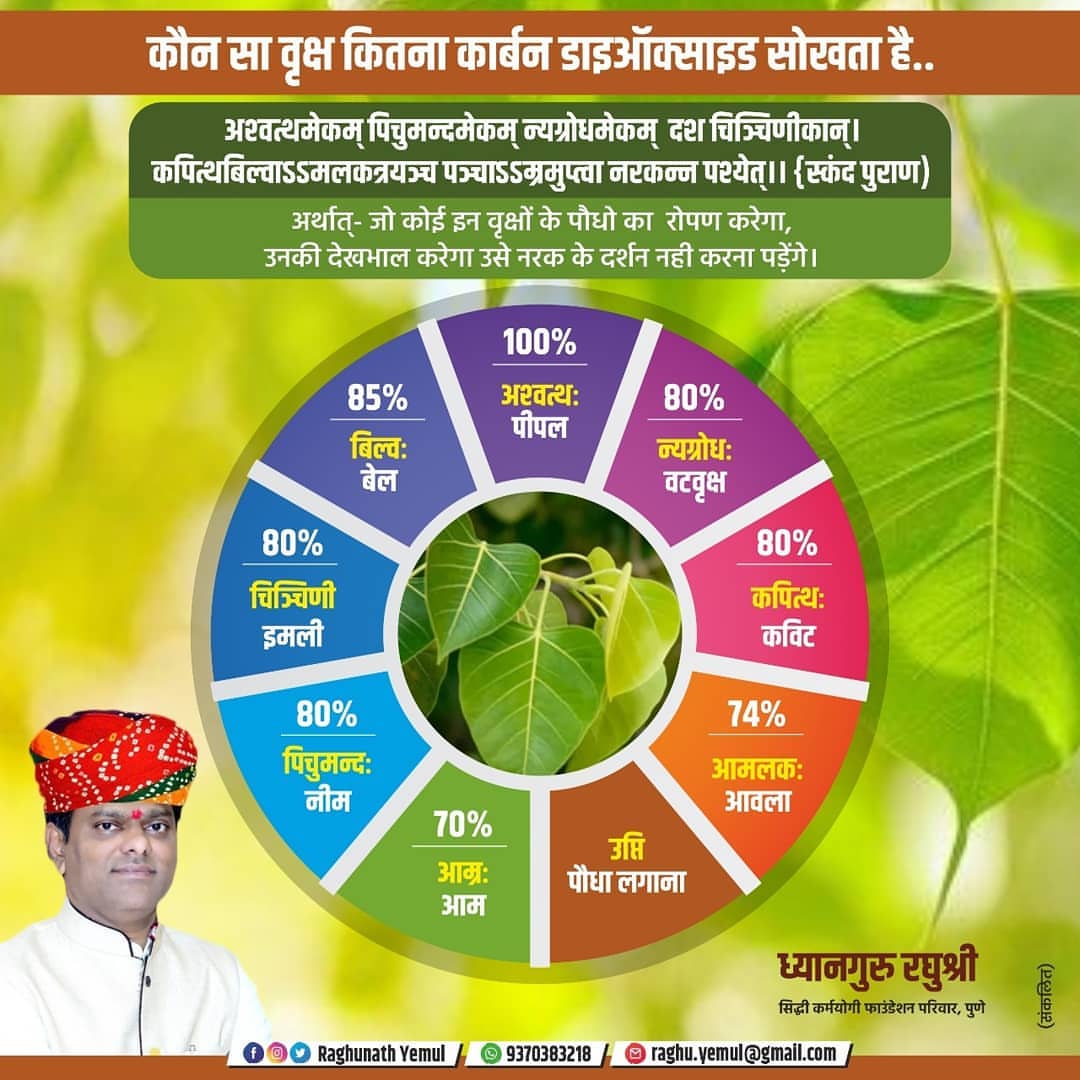 कौन सा वृक्ष कितना कार्बन डाइऑक्साइड सोखता है..
अश्वत्थमेकम् पिचुमन्दमेकम् न्यग्रोधमेकम् दश चिञ्चिणीकान्।
कपित्थबिल्वाऽऽमलकत्रयञ्च पञ्चाऽऽम्रमुप्त्वा नरकन्न पश्येत्।। {स्कंद पुराण)
अर्थात्- जो कोई इन वृक्षों के पौधो का रोपण करेगा,
उनकी देखभाल करेगा उसे नरक के दर्शन नही करना पड़ेंगे।
100%
अश्वत्थः
पीपल
80%
न्यग्रोधः
वटवृक्ष
80%
कपित्थः
कविट
74%
आमलकः
आवला
उप्ति
पौधा लगाना
70%
आम्रः
आम
80%
पिचुमन्दः
नीम
80%
चिञ्चिणी
इमली
85%
बिल्वः
बेल
ध्यानगुरु रघुश्री
सिद्धी कर्मयोगी फाउंडेशन परिवार, पुणे
(संकलित)
Raghunath Yemul
9370383218
raghu.yemul@gmail.com